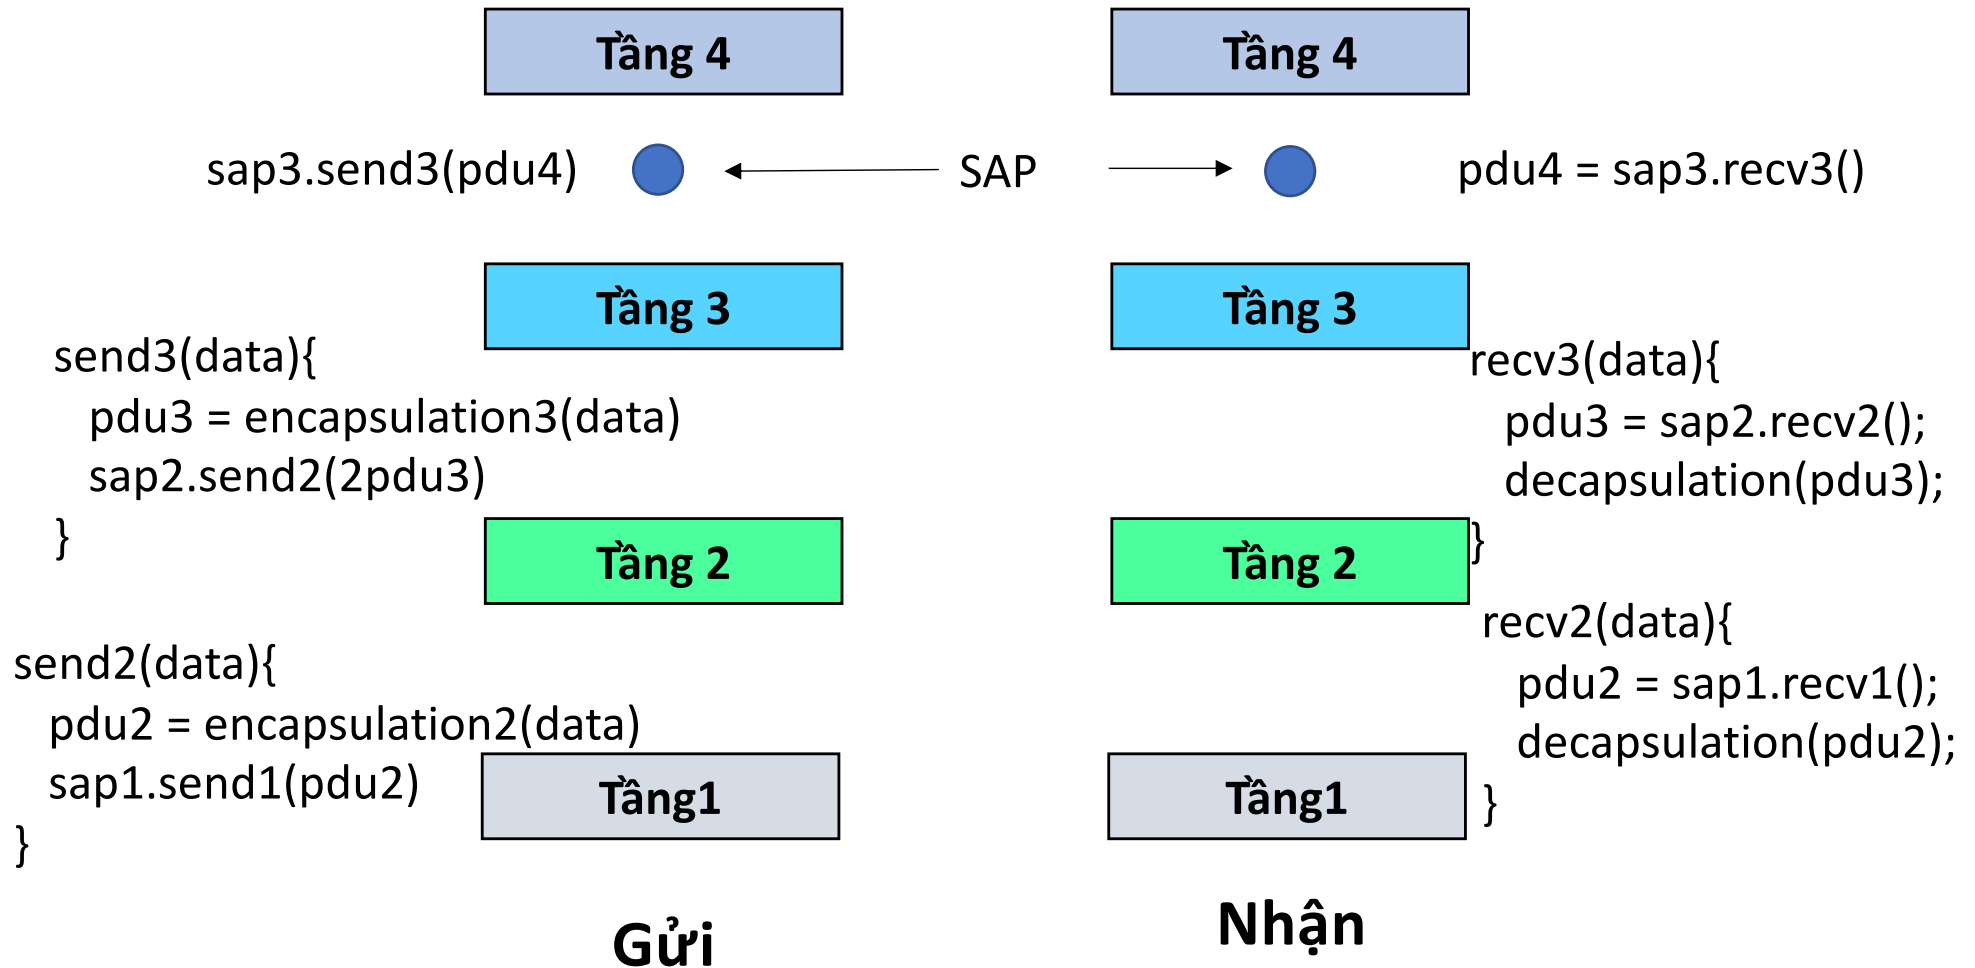 Tầng 4
Tầng 4
sap3.send3(pdu4)
SAP
pdu4 = sap3.recv3()
Tầng 3
Tầng 3
send3(data){
pdu3 = encapsulation3(data)
sap2.send2(2pdu3)
}
recv3(data){
pdu3 = sap2.recv2();
decapsulation(pdu3);
}
Tầng 2
Tầng 2
send2(data){
pdu2 = encapsulation2(data)
sap1.send1(pdu2)
}
recv2(data){
pdu2 = sap1.recv1();
decapsulation(pdu2);
}
Tầng1
Tầng1
Gửi
Nhận